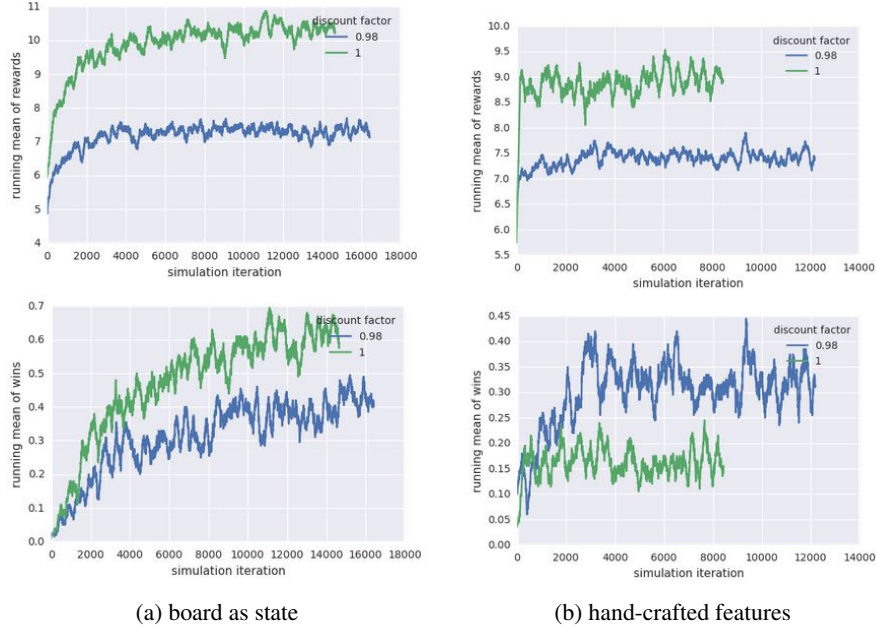 11
10
9
8
7
6
5
4
running mean of rewards
discount factor
0.98
1
0 2000 4000 6000 8000 10000 12000 14000 16000 18000
simulation iteration
10.0
9.5
9.0
8.5
8.0
7.5
7.0
6.5
6.0
5.5
running mean of rewards
discount factor
0.98
1
0 2000 4000 6000 8000 10000 12000 14000
simulation iteration
0.7
0.6
0.5
0.4
0.3
0.2
0.1
0.0
running mean of wins
discount factor
0.98
1
0 2000 4000 6000 8000 10000 12000 14000 16000 18000
simulation iteration
0.45
0.40
0.35
0.30
0.25
0.20
0.15
0.10
0.05
0.00
running mean of wins
discount factor
0.98
1
0 2000 4000 6000 8000 10000 12000 14000
simulation iteration
(a) board as state
(b) hand-crafted features